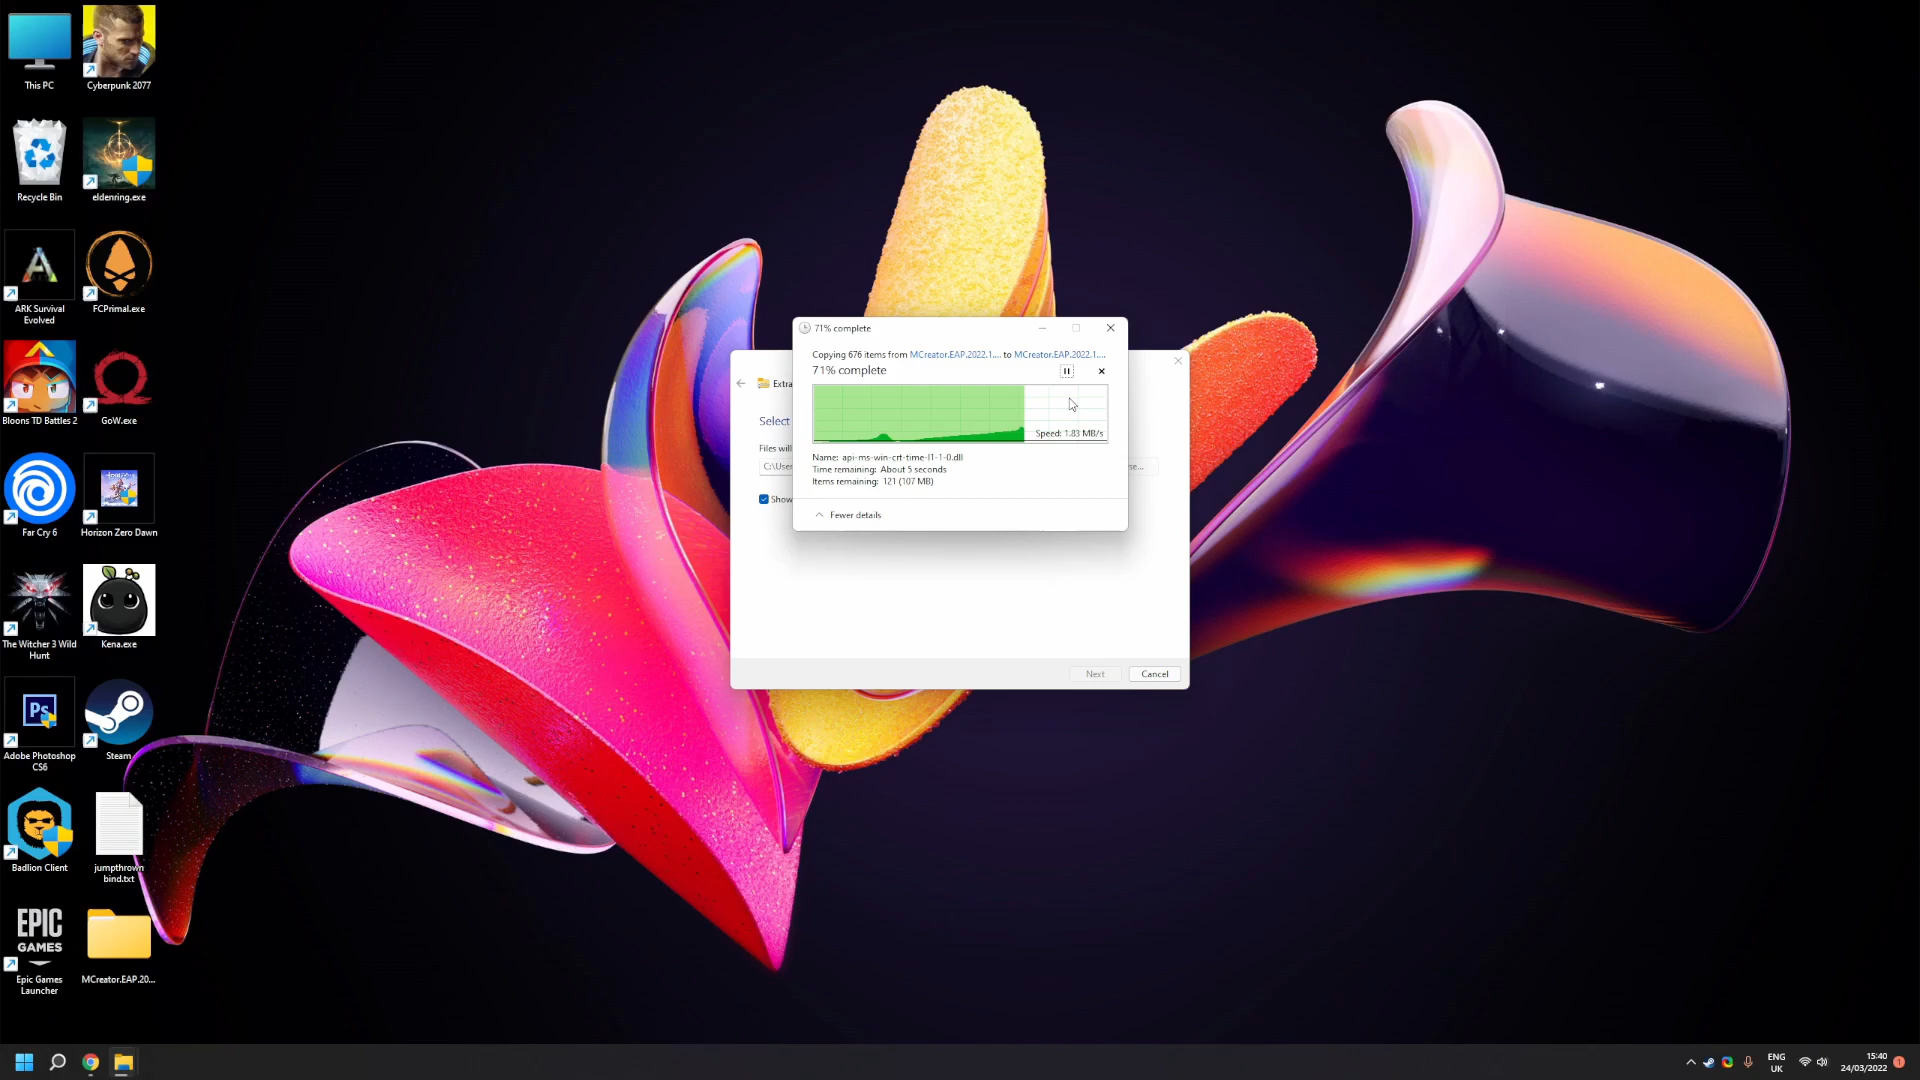 This PC
Cyberpunk 2077
Recycle Bin
eldenring.exe
ARK Survival
Evolved
FCPrimal.exe
Bloons TD Battles 2
GoW.exe
Far Cry 6
Horizon Zero Dawn
The Witcher 3 Wild
Hunt
Kena.exe
Ps
Adobe Photoshop
CS6
Steam
Badlion Client
jumpthrown
bind.txt
EPIC
GAMES
Epic Games
Launcher
MCreator.EAP.20...
71% complete
Copying 676 items from MCreator.EAP.2022.1.... to MCreator.EAP.2022.1....
71% complete
Speed: 1.83 MB/s
Name: api-ms-win-crt-time-l1-1-0.dll
Time remaining: About 5 seconds
Items remaining: 121 (107 MB)
Fewer details
Extra
Select
Files will
C:\User
se...
Show
Next
Cancel
ENG
UK
15:40
24/03/2022
1